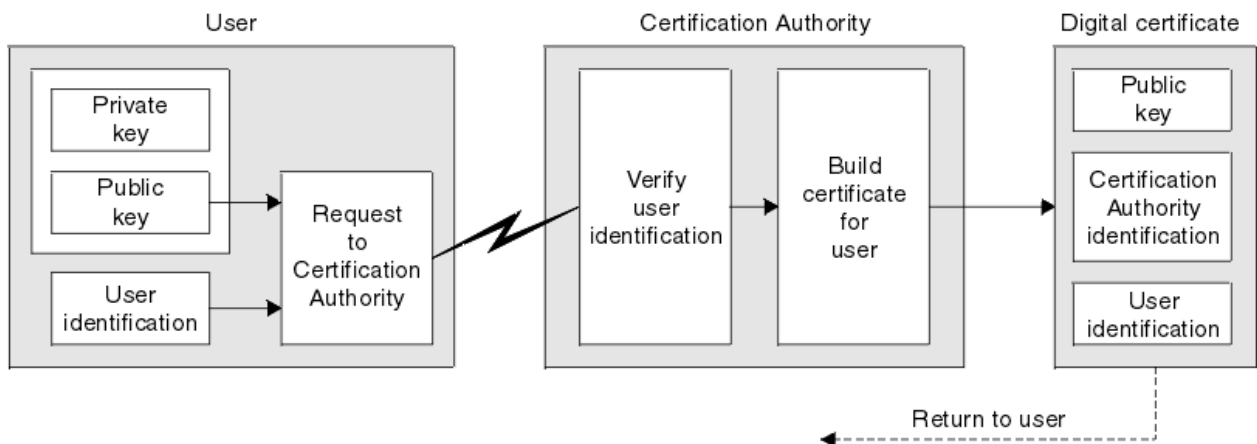 User
Certification Authority
Digital certificate
Private
key
Public
key
User
identification
Request
to
Certification
Authority
Verify
user
identification
Build
certificate
for
user
Public
key
Certification
Authority
identification
User
identification
Return to user